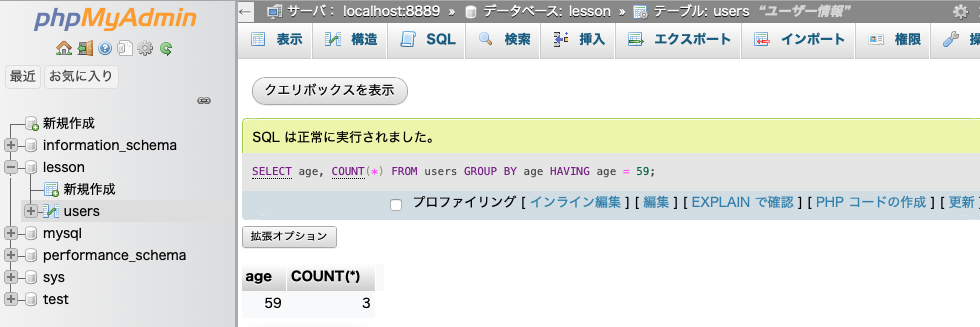 phpMyAdmin
最近 お気に入り
新規作成
information_schema
lesson
新規作成
users
mysql
performance_schema
sys
test
サーバ： localhost:8889 » データベース: lesson » テーブル: users “ユーザー情報”
表示 構造 SQL 検索 挿入 エクスポート インポート 権限 操
クエリボックスを表示
SQL は正常に実行されました。
SELECT age, COUNT(*) FROM users GROUP BY age HAVING age = 59;
プロファイリング [ インライン編集 ] [ 編集 ] [ EXPLAIN で確認 ] [ PHP コードの作成 ] [ 更新
拡張オプション
age COUNT(*)
59 3